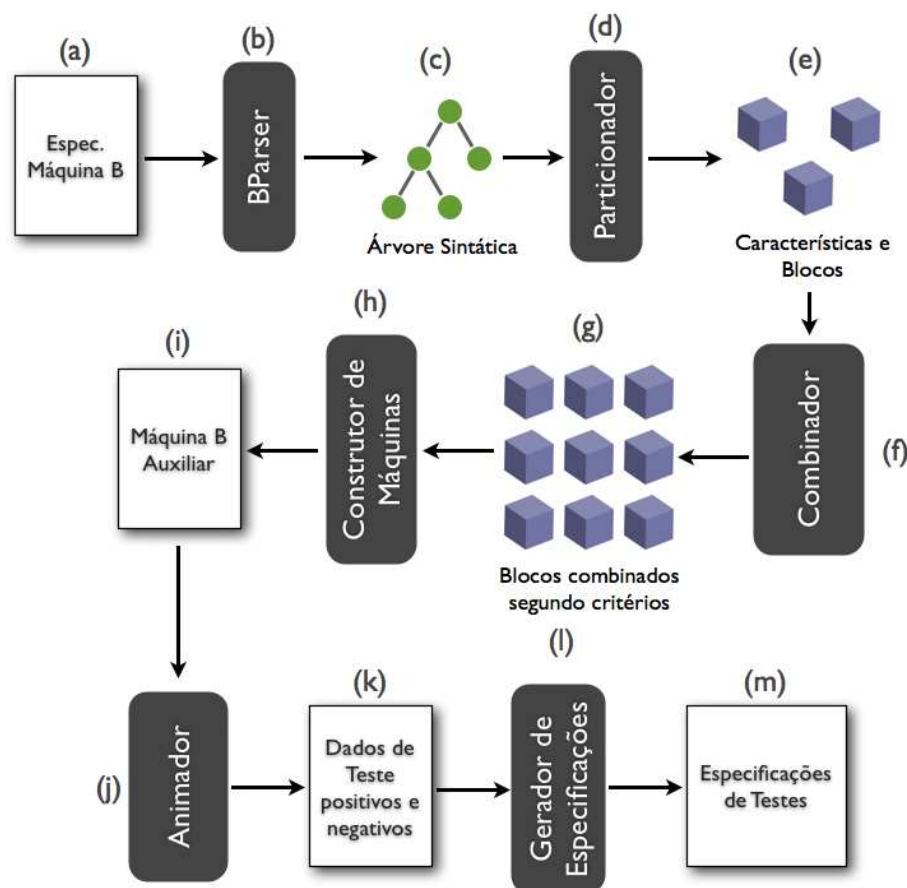 (a)
Espec.
Máquina B
(b)
BParser
(c)
Árvore Sintática
(d)
Particionador
(e)
Características e
Blocos
(f)
Combinador
(g)
Blocos combinados
segundo critérios
(h)
Construtor de
Máquinas
(i)
Máquina B
Auxiliar
(j)
Animador
(k)
Dados de
Teste
positivos e
negativos
(l)
Gerador de
Especificações
(m)
Especificações
de Testes